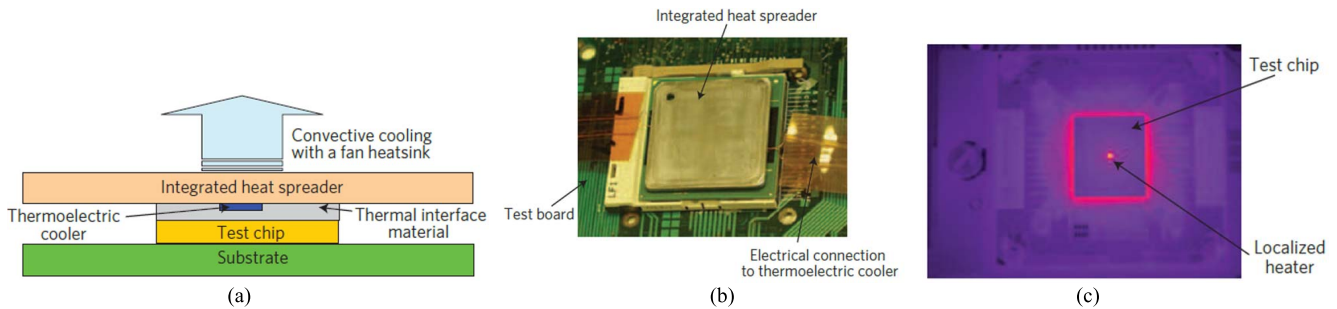 Convective cooling
with a fan heatsink
Integrated heat spreader
Thermoelectric
cooler
Thermal interface
material
Test chip
Substrate
(a)
Integrated heat spreader
Test board
Electrical connection
to thermoelectric cooler
(b)
Test chip
Localized
heater
(c)